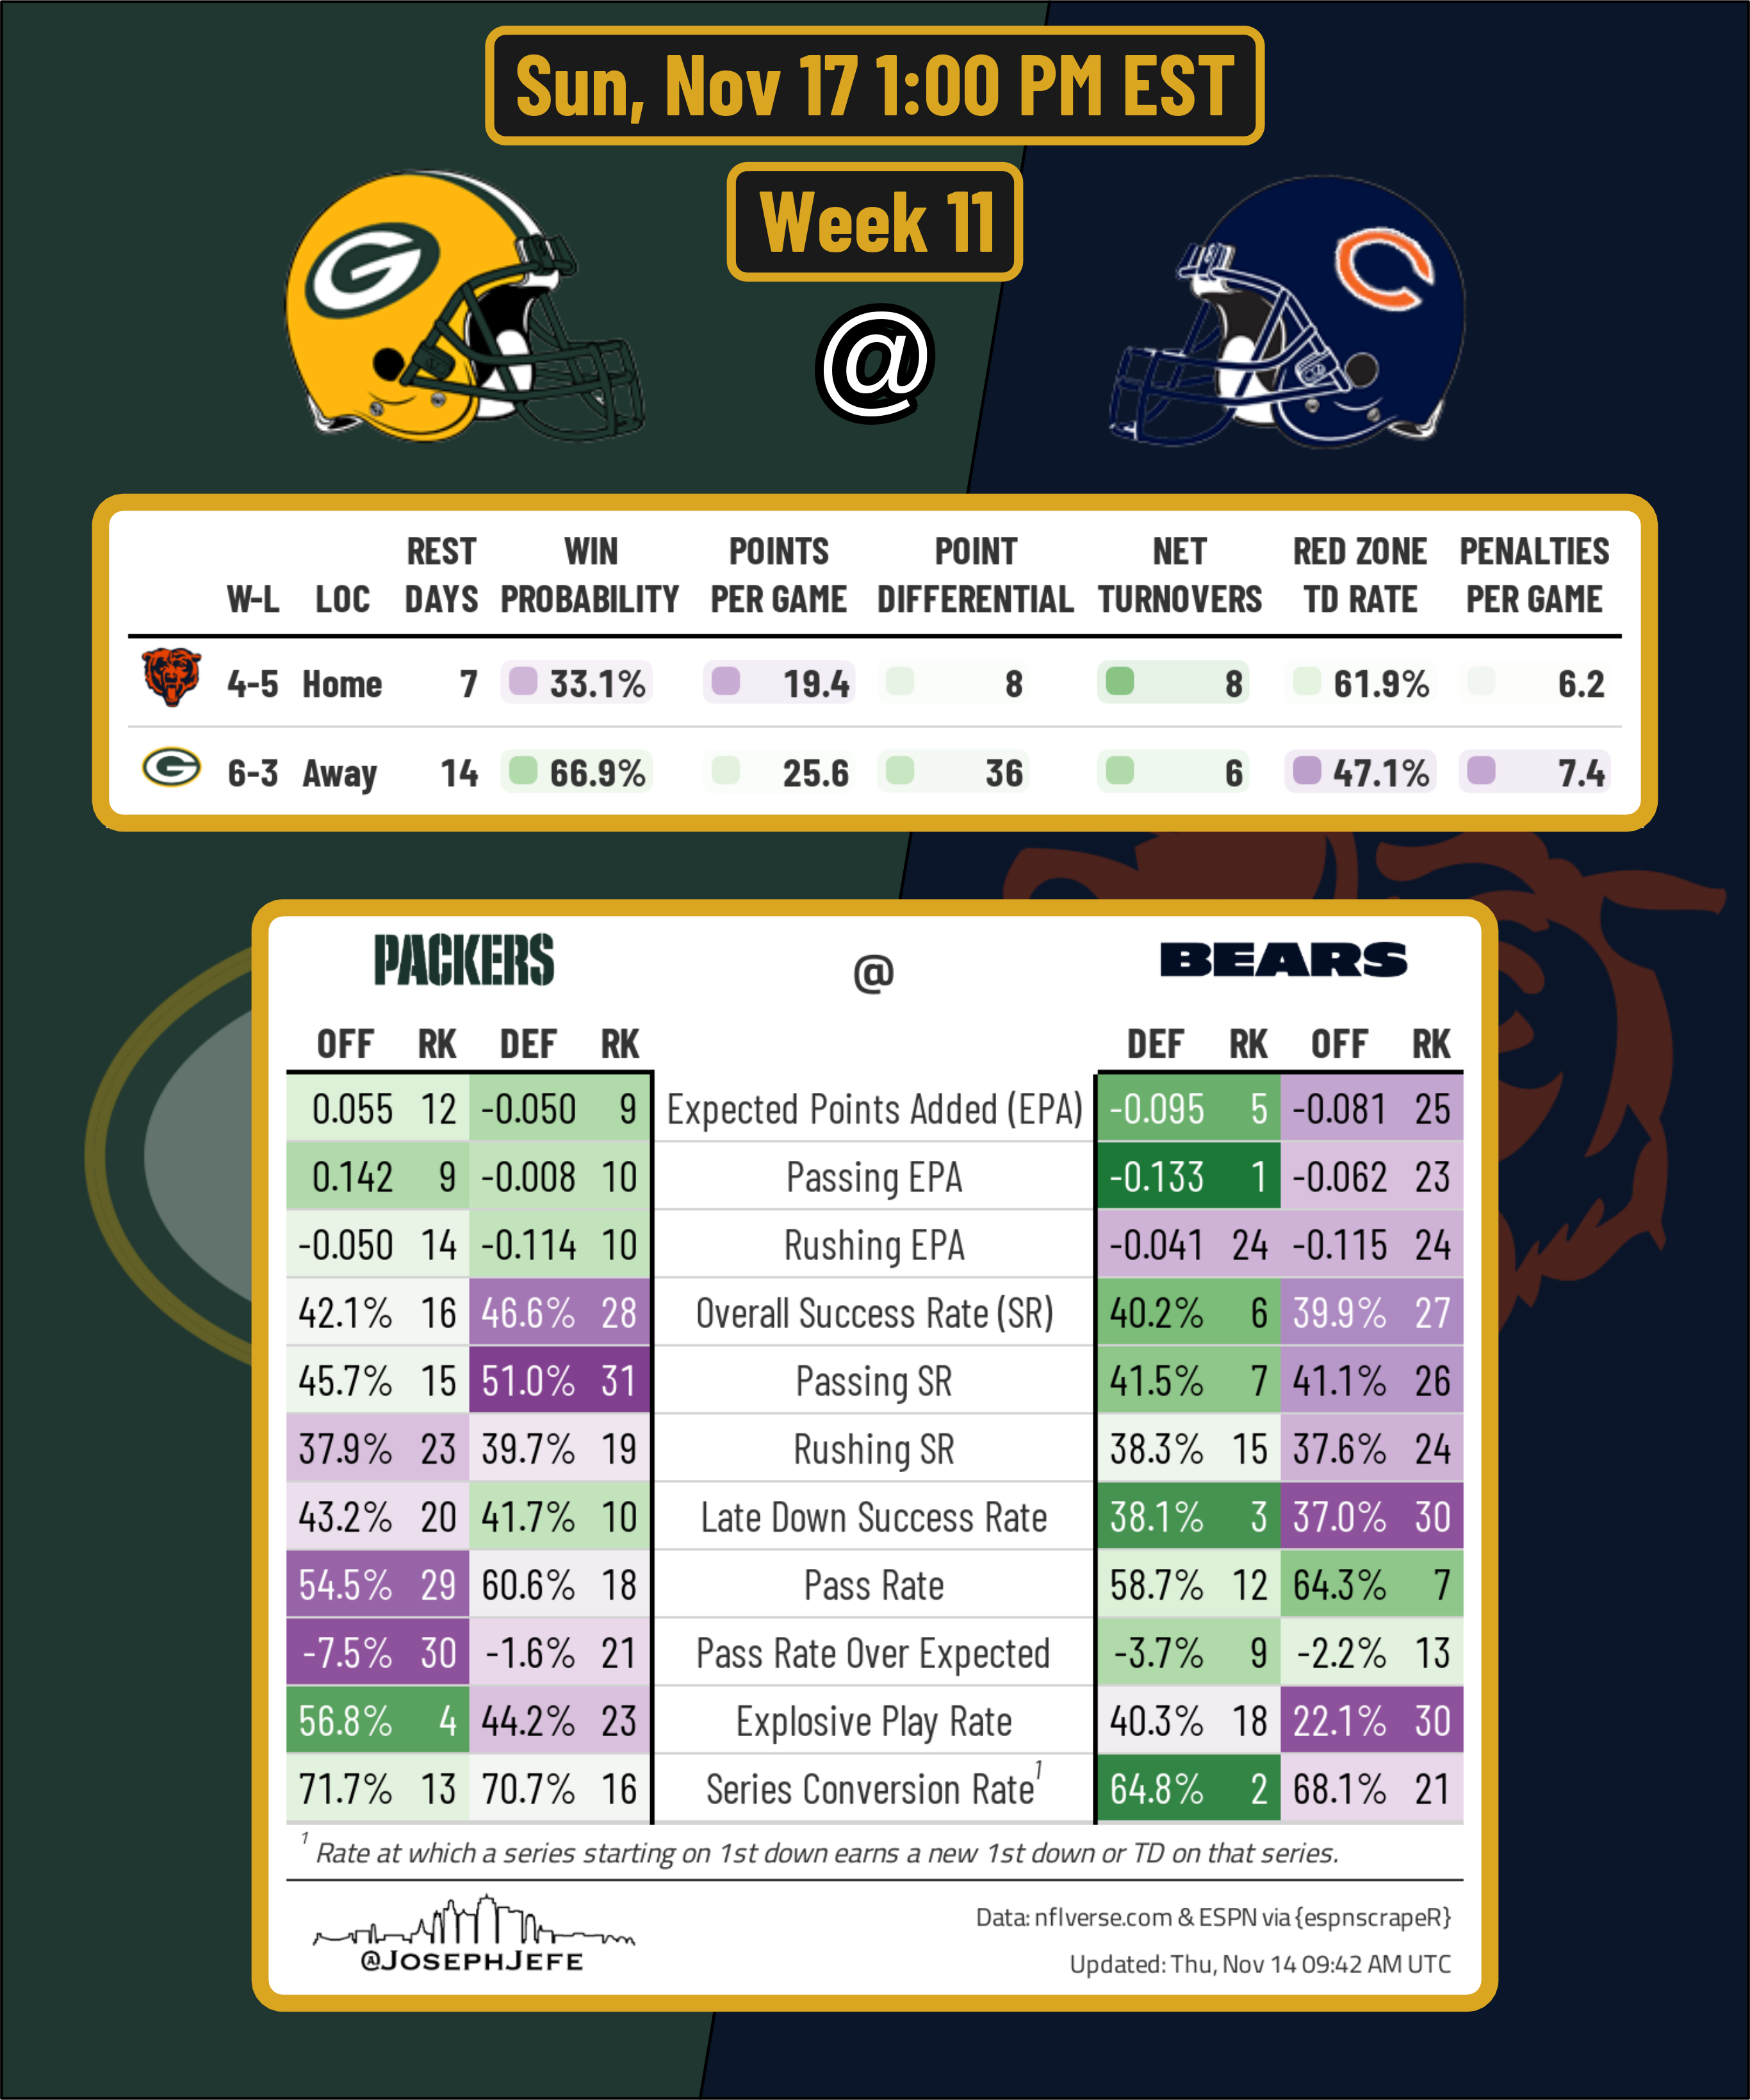 Sun, Nov 17 1:00 PM EST
Week 11
G
C
@
W-L LOC REST DAYS WIN PROBABILITY POINTS PER GAME POINT DIFFERENTIAL NET TURNOVERS RED ZONE TD RATE PENALTIES PER GAME
4-5 Home 7 33.1% 19.4 8 8 61.9% 6.2
G 6-3 Away 14 66.9% 25.6 36 6 47.1% 7.4
PACKERS @ BEARS
OFF RK DEF RK DEF RK OFF RK
0.055 12 -0.050 9 Expected Points Added (EPA) -0.095 5 -0.081 25
0.142 9 -0.008 10 Passing EPA -0.133 1 -0.062 23
-0.050 14 -0.114 10 Rushing EPA -0.041 24 -0.115 24
42.1% 16 46.6% 28 Overall Success Rate (SR) 40.2% 6 39.9% 27
45.7% 15 51.0% 31 Passing SR 41.5% 7 41.1% 26
37.9% 23 39.7% 19 Rushing SR 38.3% 15 37.6% 24
43.2% 20 41.7% 10 Late Down Success Rate 38.1% 3 37.0% 30
54.5% 29 60.6% 18 Pass Rate 58.7% 12 64.3% 7
-7.5% 30 -1.6% 21 Pass Rate Over Expected -3.7% 9 -2.2% 13
56.8% 4 44.2% 23 Explosive Play Rate 40.3% 18 22.1% 30
71.7% 13 70.7% 16 Series Conversion Rate¹ 64.8% 2 68.1% 21
¹ Rate at which a series starting on 1st down earns a new 1st down or TD on that series.
@JOSEPHJEFE
Data: nflverse.com & ESPN via {espnscrapeR}
Updated: Thu, Nov 14 09:42 AM UTC